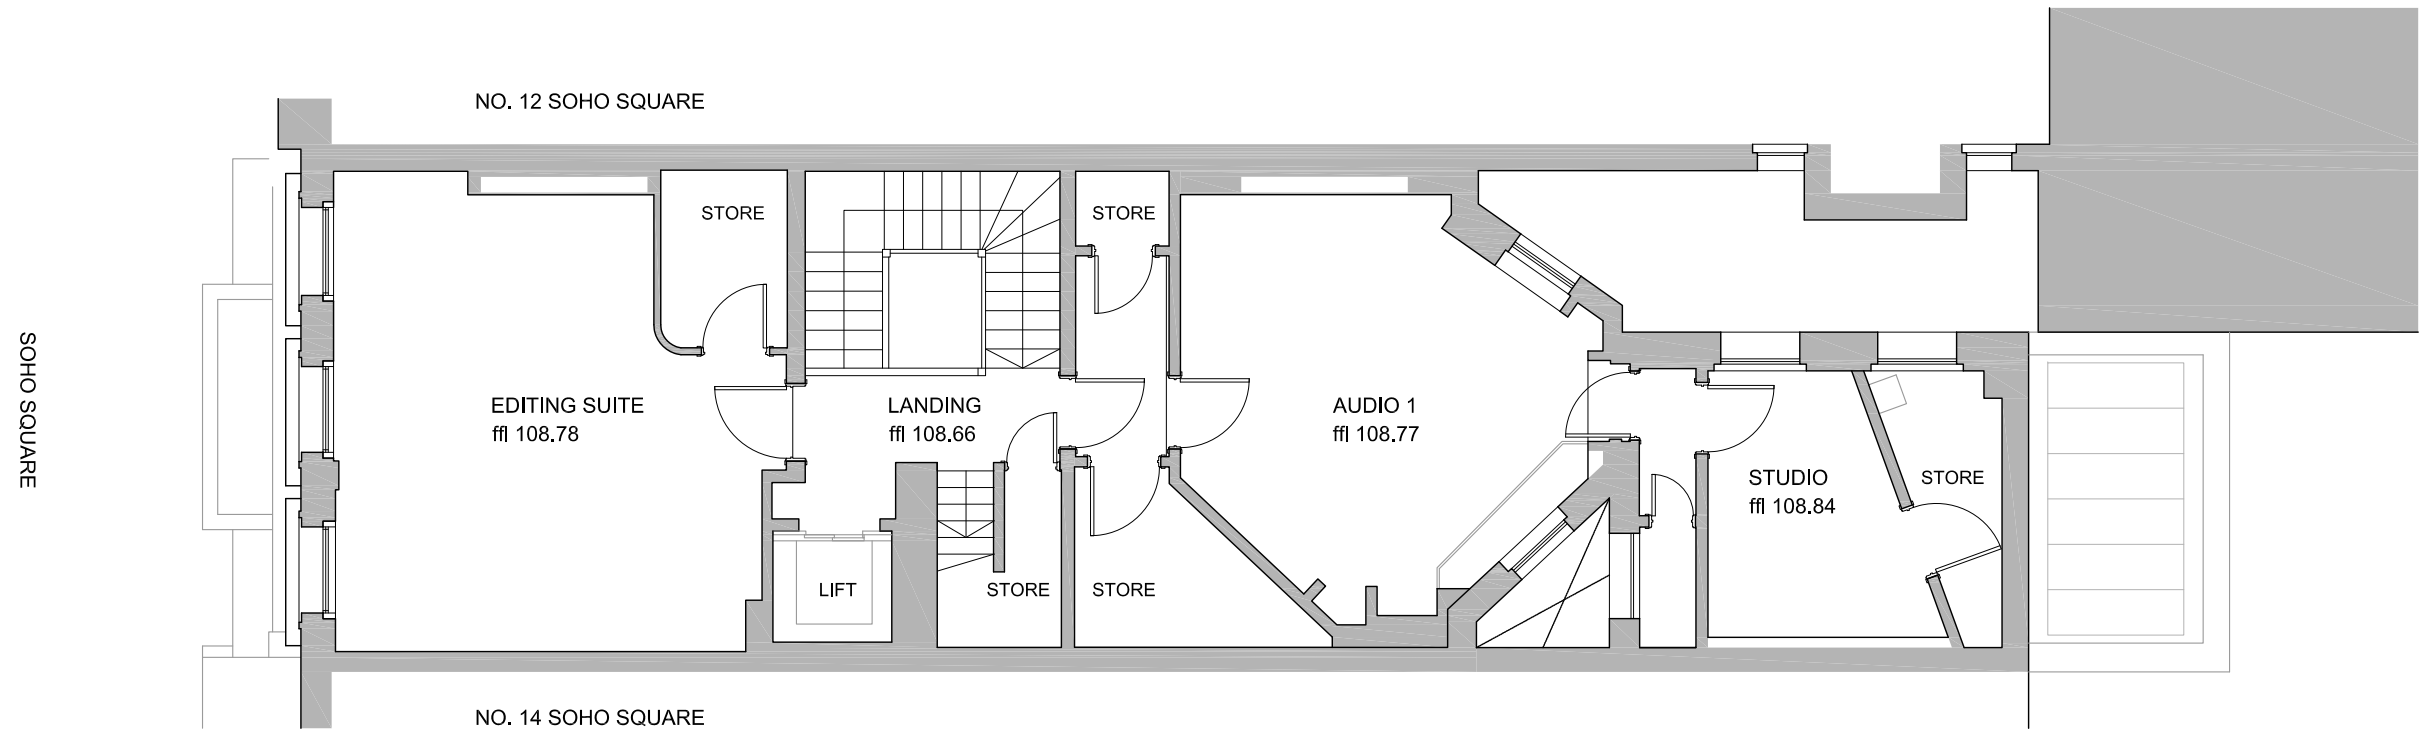 NO. 12 SOHO SQUARE
SOHO SQUARE
STORE
STORE
EDITING SUITE
ffl 108.78
LANDING
ffl 108.66
AUDIO 1
ffl 108.77
STUDIO
ffl 108.84
STORE
LIFT
STORE
STORE
NO. 14 SOHO SQUARE